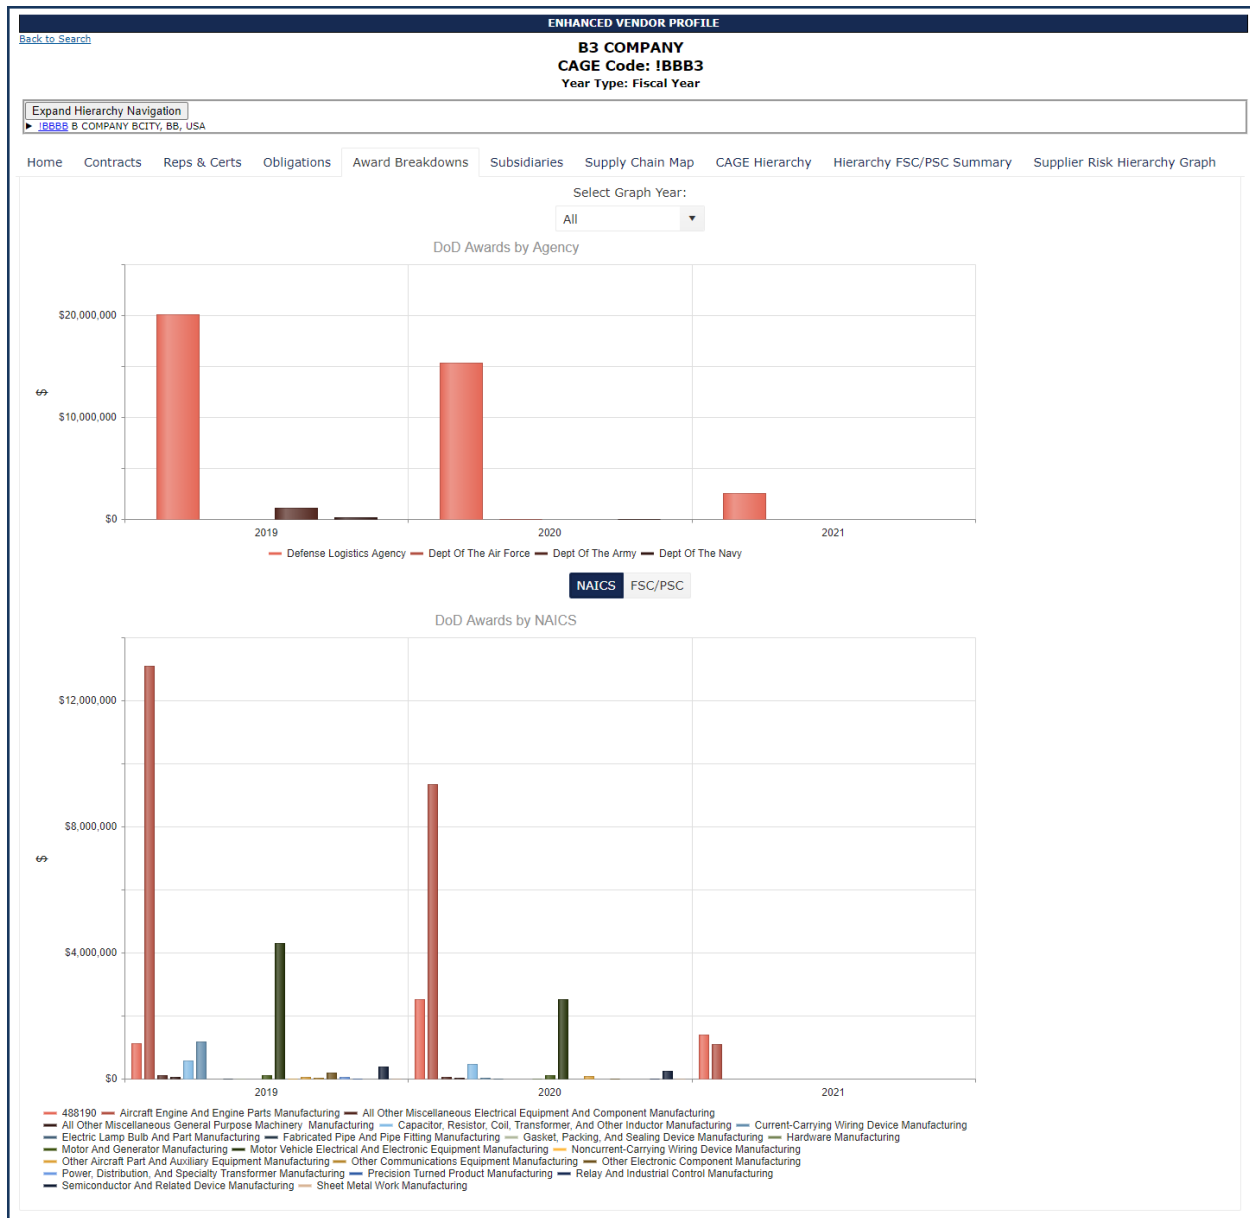 ENHANCED VENDOR PROFILE
Back to Search
B3 COMPANY
CAGE Code: !BBB3
Year Type: Fiscal Year
Expand Hierarchy Navigation
► !BBBB B COMPANY BCITY, BB, USA
Home Contracts Reps & Certs Obligations Award Breakdowns Subsidiaries Supply Chain Map CAGE Hierarchy Hierarchy FSC/PSC Summary Supplier Risk Hierarchy Graph
Select Graph Year:
All
DoD Awards by Agency
$20,000,000
$
$10,000,000
$0
2019 2020 2021
Defense Logistics Agency Dept Of The Air Force Dept Of The Army Dept Of The Navy
NAICS FSC/PSC
DoD Awards by NAICS
$12,000,000
$8,000,000
$
$4,000,000
$0
2019 2020 2021
488190 Aircraft Engine And Engine Parts Manufacturing All Other Miscellaneous Electrical Equipment And Component Manufacturing
All Other Miscellaneous General Purpose Machinery Manufacturing Capacitor, Resistor, Coil, Transformer, And Other Inductor Manufacturing Current-Carrying Wiring Device Manufacturing
Electric Lamp Bulb And Part Manufacturing Fabricated Pipe And Pipe Fitting Manufacturing Gasket, Packing, And Sealing Device Manufacturing Hardware Manufacturing
Motor And Generator Manufacturing Motor Vehicle Electrical And Electronic Equipment Manufacturing Noncurrent-Carrying Wiring Device Manufacturing
Other Aircraft Part And Auxiliary Equipment Manufacturing Other Communications Equipment Manufacturing Other Electronic Component Manufacturing
Power, Distribution, And Specialty Transformer Manufacturing Precision Turned Product Manufacturing Relay And Industrial Control Manufacturing
Semiconductor And Related Device Manufacturing Sheet Metal Work Manufacturing